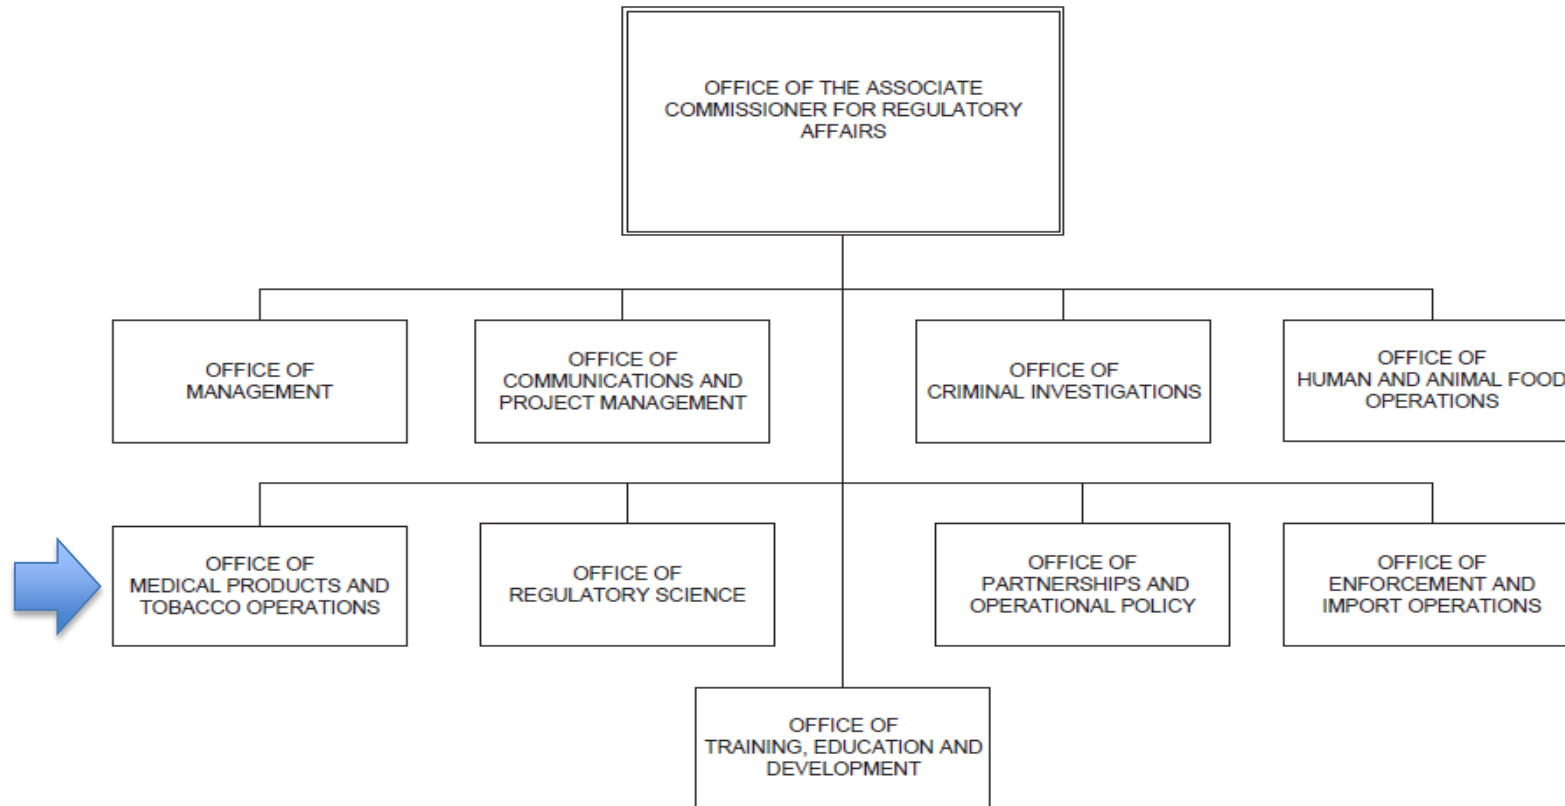 OFFICE OF THE ASSOCIATE
COMMISSIONER FOR REGULATORY
AFFAIRS
OFFICE OF
MANAGEMENT
OFFICE OF
COMMUNICATIONS AND
PROJECT MANAGEMENT
OFFICE OF
CRIMINAL INVESTIGATIONS
OFFICE OF
HUMAN AND ANIMAL FOOD
OPERATIONS
OFFICE OF
MEDICAL PRODUCTS AND
TOBACCO OPERATIONS
OFFICE OF
REGULATORY SCIENCE
OFFICE OF
PARTNERSHIPS AND
OPERATIONAL POLICY
OFFICE OF
ENFORCEMENT AND
IMPORT OPERATIONS
OFFICE OF
TRAINING, EDUCATION AND
DEVELOPMENT